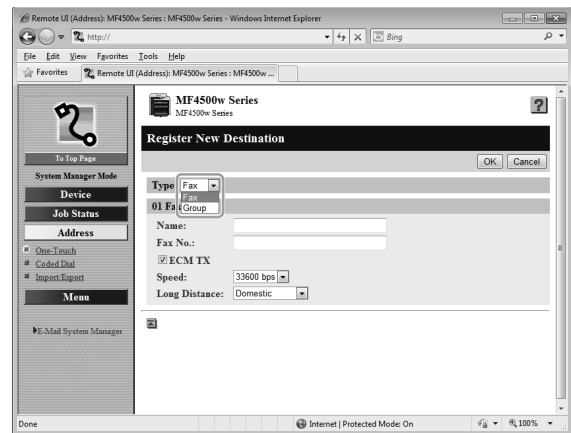 Remote UI (Address): MF4500w Series : MF4500w Series - Windows Internet Explorer
http://
Bing
File Edit View Favorites Tools Help
Favorites Remote UI (Address): MF4500w Series : MF4500w ...
MF4500w Series
MF4500w Series
To Top Page
System Manager Mode
Device
Job Status
Address
One-Touch
Coded Dial
Import/Export
Menu
E-Mail System Manager
Register New Destination
OK Cancel
Type Fax
Fax
Group
01 Fa
Name:
Fax No.:
ECM TX
Speed: 33600 bps
Long Distance: Domestic
Done Internet | Protected Mode: On 100%